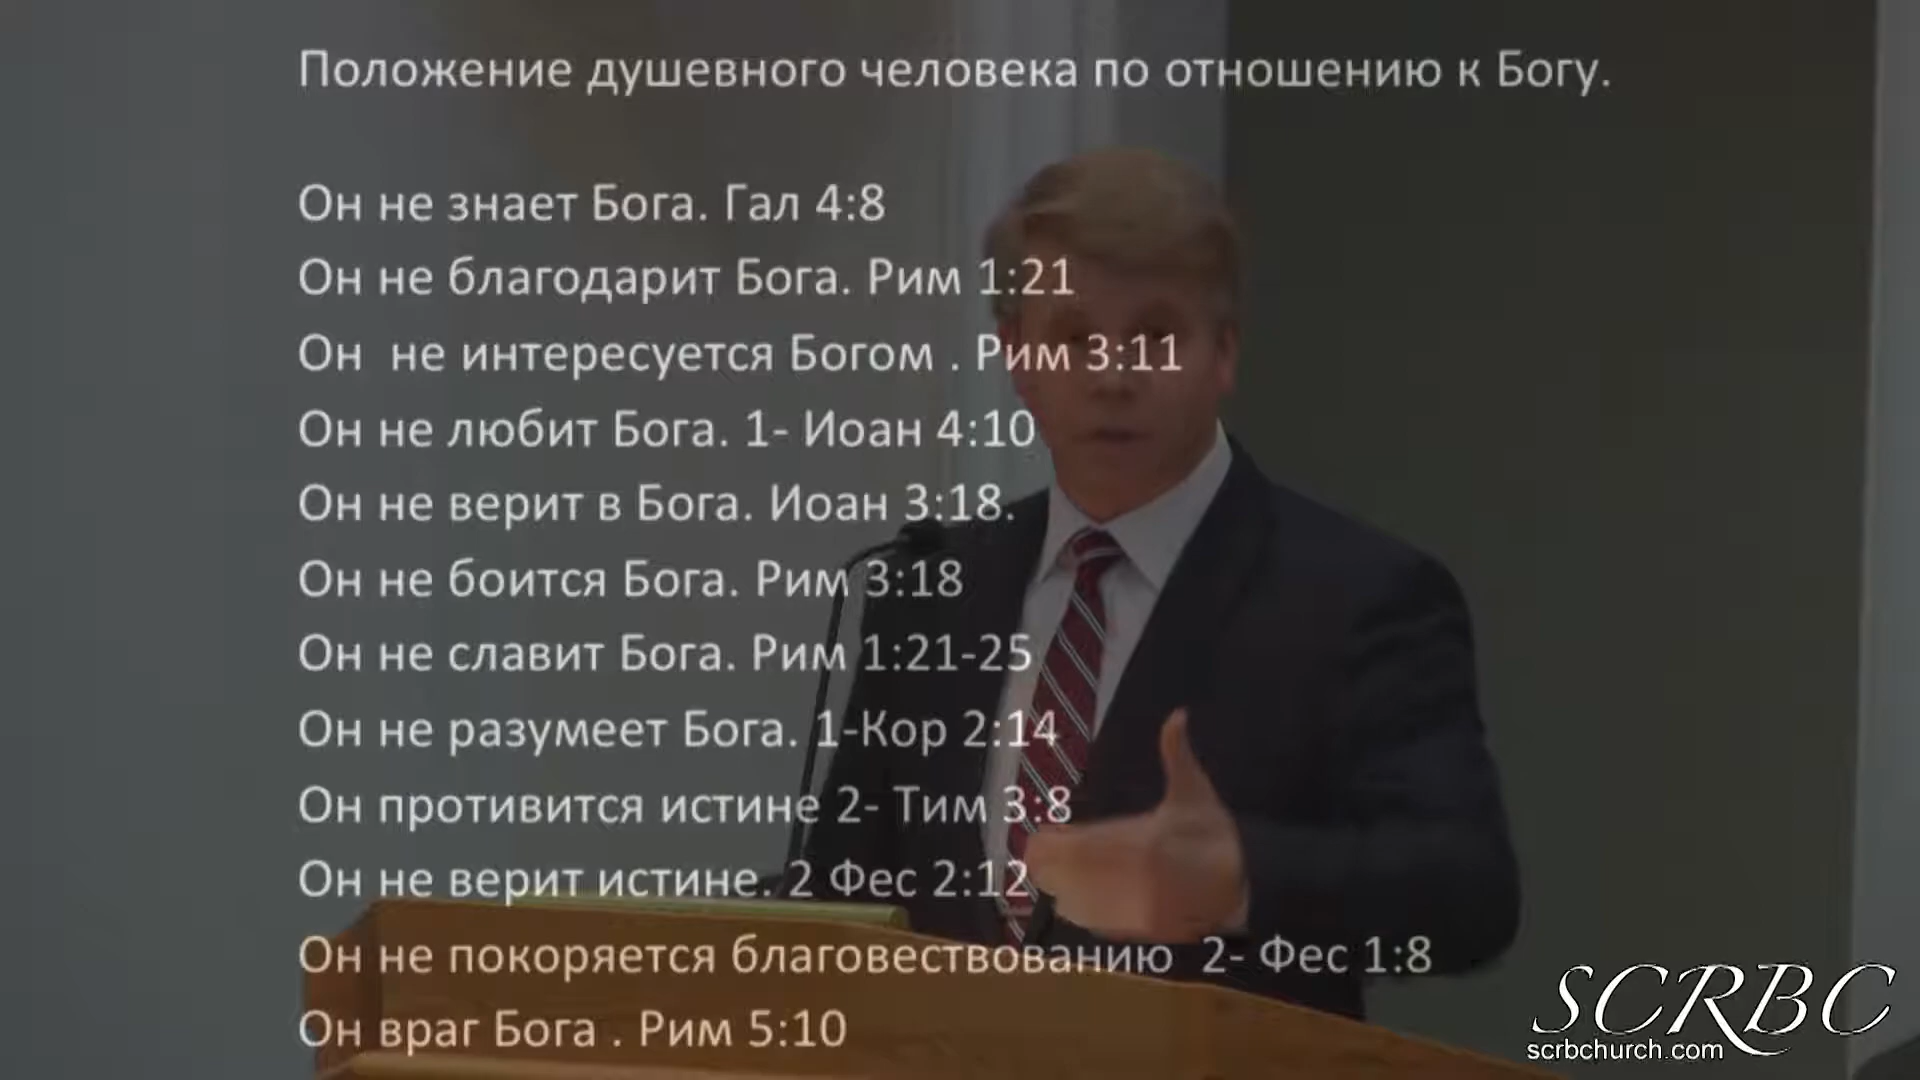 Положение душевного человека по отношению к Богу.
Он не знает Бога. Гал 4:8
Он не благодарит Бога. Рим 1:21
Он  не интересуется Богом . Рим 3:11
Он не любит Бога. 1- Иоан 4:10
Он не верит в Бога. Иоан 3:18.
Он не боится Бога. Рим 3:18
Он не славит Бога. Рим 1:21-25
Он не разумеет Бога. 1-Кор 2:14
Он противится истине 2- Тим 3:8
Он не верит истине. 2 Фес 2:12
Он не покоряется благовествованию  2- Фес 1:8
Он враг Бога . Рим 5:10
SCRBC
scrbchurch.com